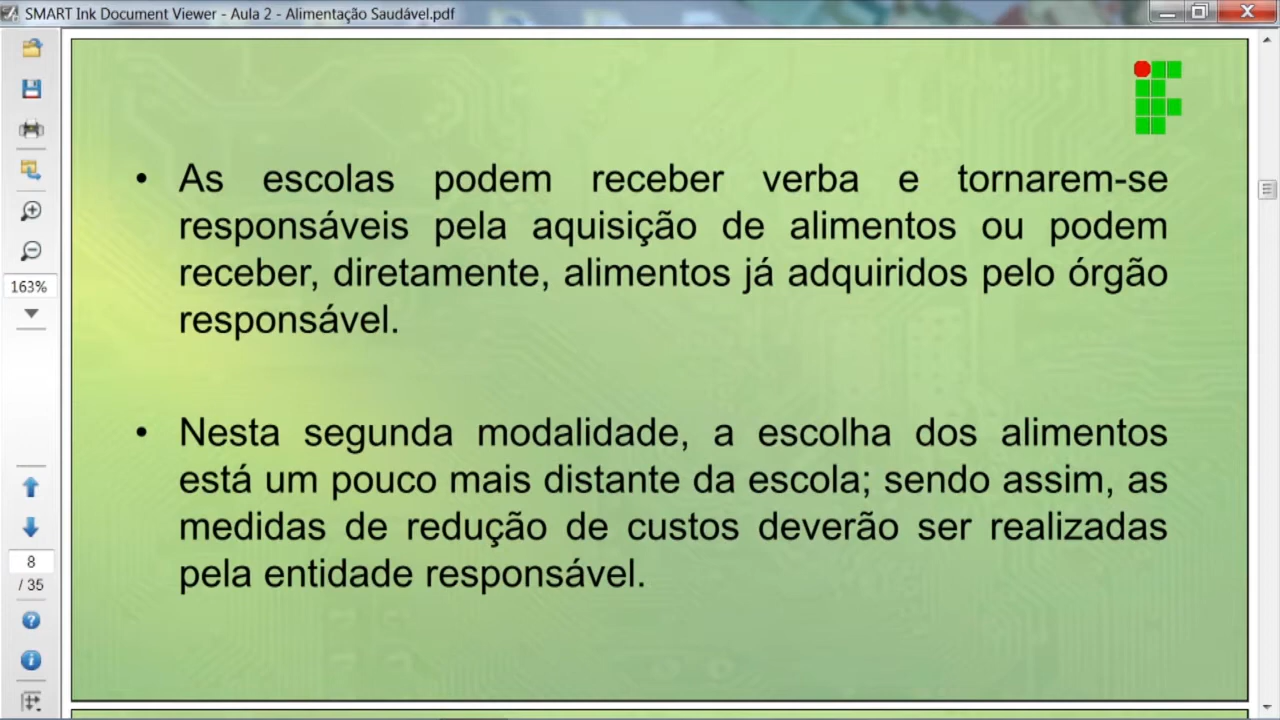 SMART Ink Document Viewer - Aula 2 - Alimentação Saudável.pdf
• As escolas podem receber verba e tornarem-se
responsáveis pela aquisição de alimentos ou podem
receber, diretamente, alimentos já adquiridos pelo órgão
responsável.
• Nesta segunda modalidade, a escolha dos alimentos
está um pouco mais distante da escola; sendo assim, as
medidas de redução de custos deverão ser realizadas
pela entidade responsável.
163%
8
/ 35